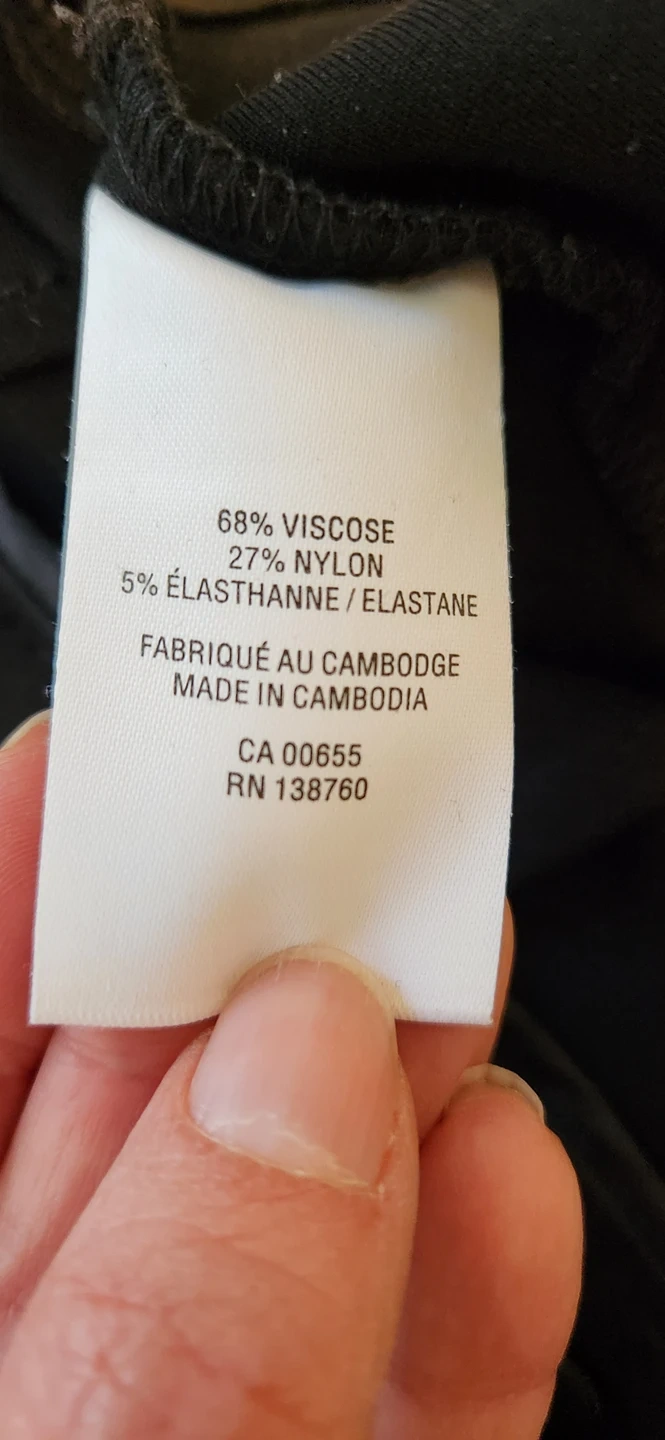 68% VISCOSE
27% NYLON
5% ÉLASTHANNE / ELASTANE
FABRIQUÉ AU CAMBODGE
MADE IN CAMBODIA
CA 00655
RN 138760